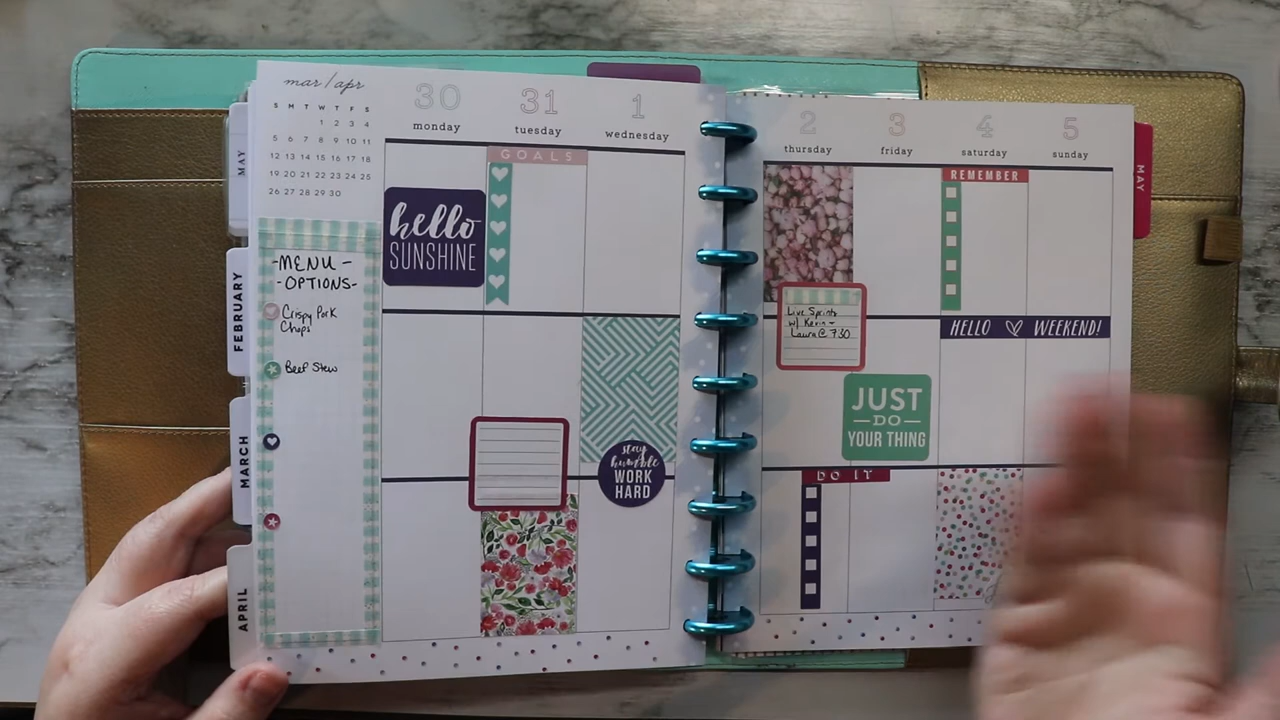 mar/apr
S M T W T F S
1 2 3 4
5 6 7 8 9 10 11
12 13 14 15 16 17 18
19 20 21 22 23 24 25
26 27 28 29 30
-MENU-
-OPTIONS-
Crispy Pork
Chops
Beef Stew
MAY
FEBRUARY
MARCH
APRIL
30
monday
31
tuesday
1
wednesday
GOALS
hello
SUNSHINE
stay
humble
WORK
HARD
2
thursday
3
friday
4
saturday
5
sunday
REMEMBER
Live Sprints
w/ Kevin +
Laura @ 7:30
HELLO WEEKEND!
JUST
DO
YOUR THING
DO IT
MAY